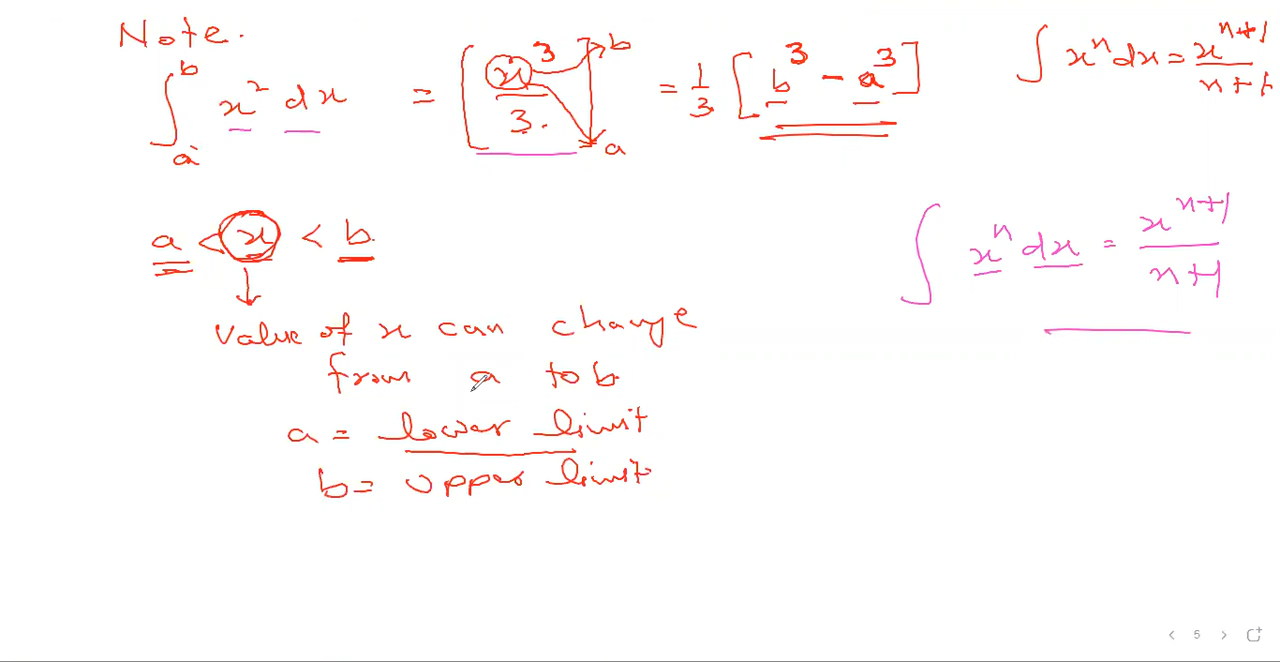 Note.
∫_a^b x² dx = [x³/3]_a^b = 1/3 [b³ - a³]
∫ xⁿ dx = xⁿ⁺¹/n+1
a < x < b.
∫ xⁿ dx = xⁿ⁺¹/n+1
Value of x can change
from a to b
a = lower limit
b = upper limit
< 5 >